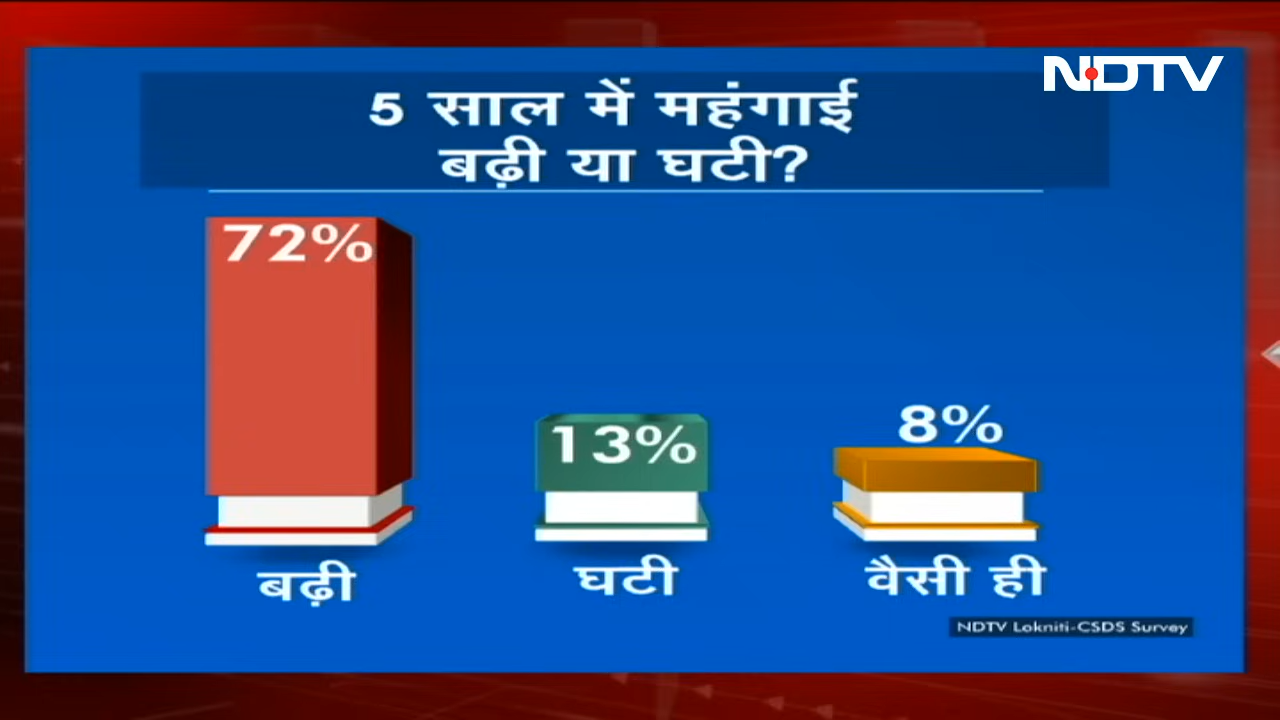 NDTV
5 साल में महंगाई
बढ़ी या घटी?
72%
13%
8%
बढ़ी
घटी
वैसी ही
NDTV Lokniti-CSDS Survey